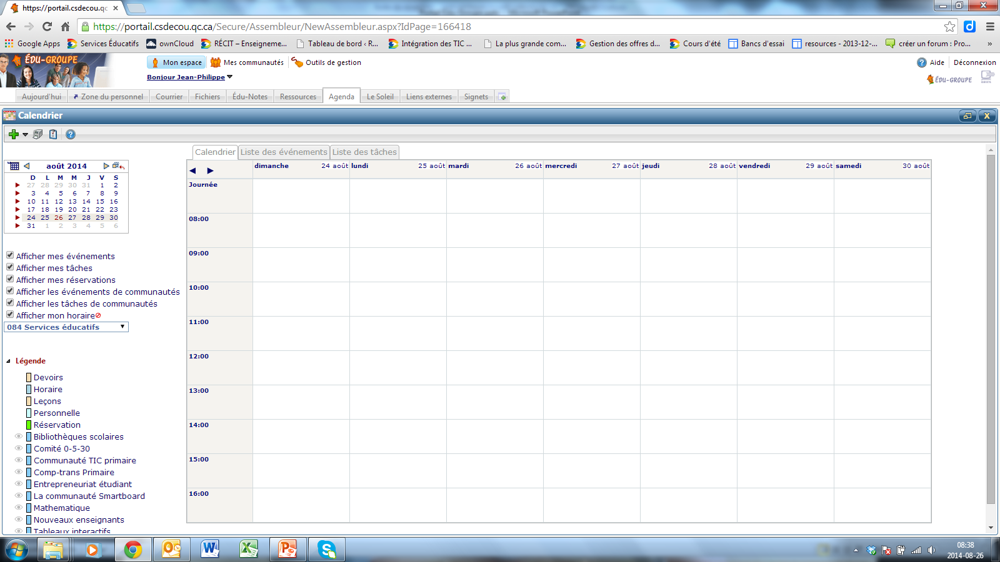 https://portail.csdecou.qc
https://portail.csdecou.qc.ca/Secure/Assembleur/NewAssembleur.aspx?IdPage=166418
Google Apps Services Éducatifs ownCloud RÉCIT – Enseigneme... Tableau de bord ‹ R... Intégration des TIC ... La plus grande com... Gestion des offres d... Cours d'été Bancs d'essai resources - 2013-12-... créer un forum : Pro... »
ÉDU-GROUPE Mon espace Mes communautés Outils de gestion Aide Déconnexion
Bonjour Jean-Philippe ÉDU-GROUPE
Aujourd'hui Zone du personnel Courrier Fichiers Édu-Notes Ressources Agenda Le Soleil Liens externes Signets
Calendrier
Calendrier Liste des événements Liste des tâches
août 2014
D L M M J V S
27 28 29 30 31 1 2
3 4 5 6 7 8 9
10 11 12 13 14 15 16
17 18 19 20 21 22 23
24 25 26 27 28 29 30
31 1 2 3 4 5 6
Afficher mes événements
Afficher mes tâches
Afficher mes réservations
Afficher les événements de communautés
Afficher les tâches de communautés
Afficher mon horaire
084 Services éducatifs
Légende
Devoirs
Horaire
Leçons
Personnelle
Réservation
Bibliothèques scolaires
Comité 0-5-30
Communauté TIC primaire
Comp-trans Primaire
Entrepreneuriat étudiant
La communauté Smartboard
Mathematique
Nouveaux enseignants
Tableaux interactifs
dimanche 24 août lundi 25 août mardi 26 août mercredi 27 août jeudi 28 août vendredi 29 août samedi 30 août
Journée
08:00
09:00
10:00
11:00
12:00
13:00
14:00
15:00
16:00
08:38
2014-08-26